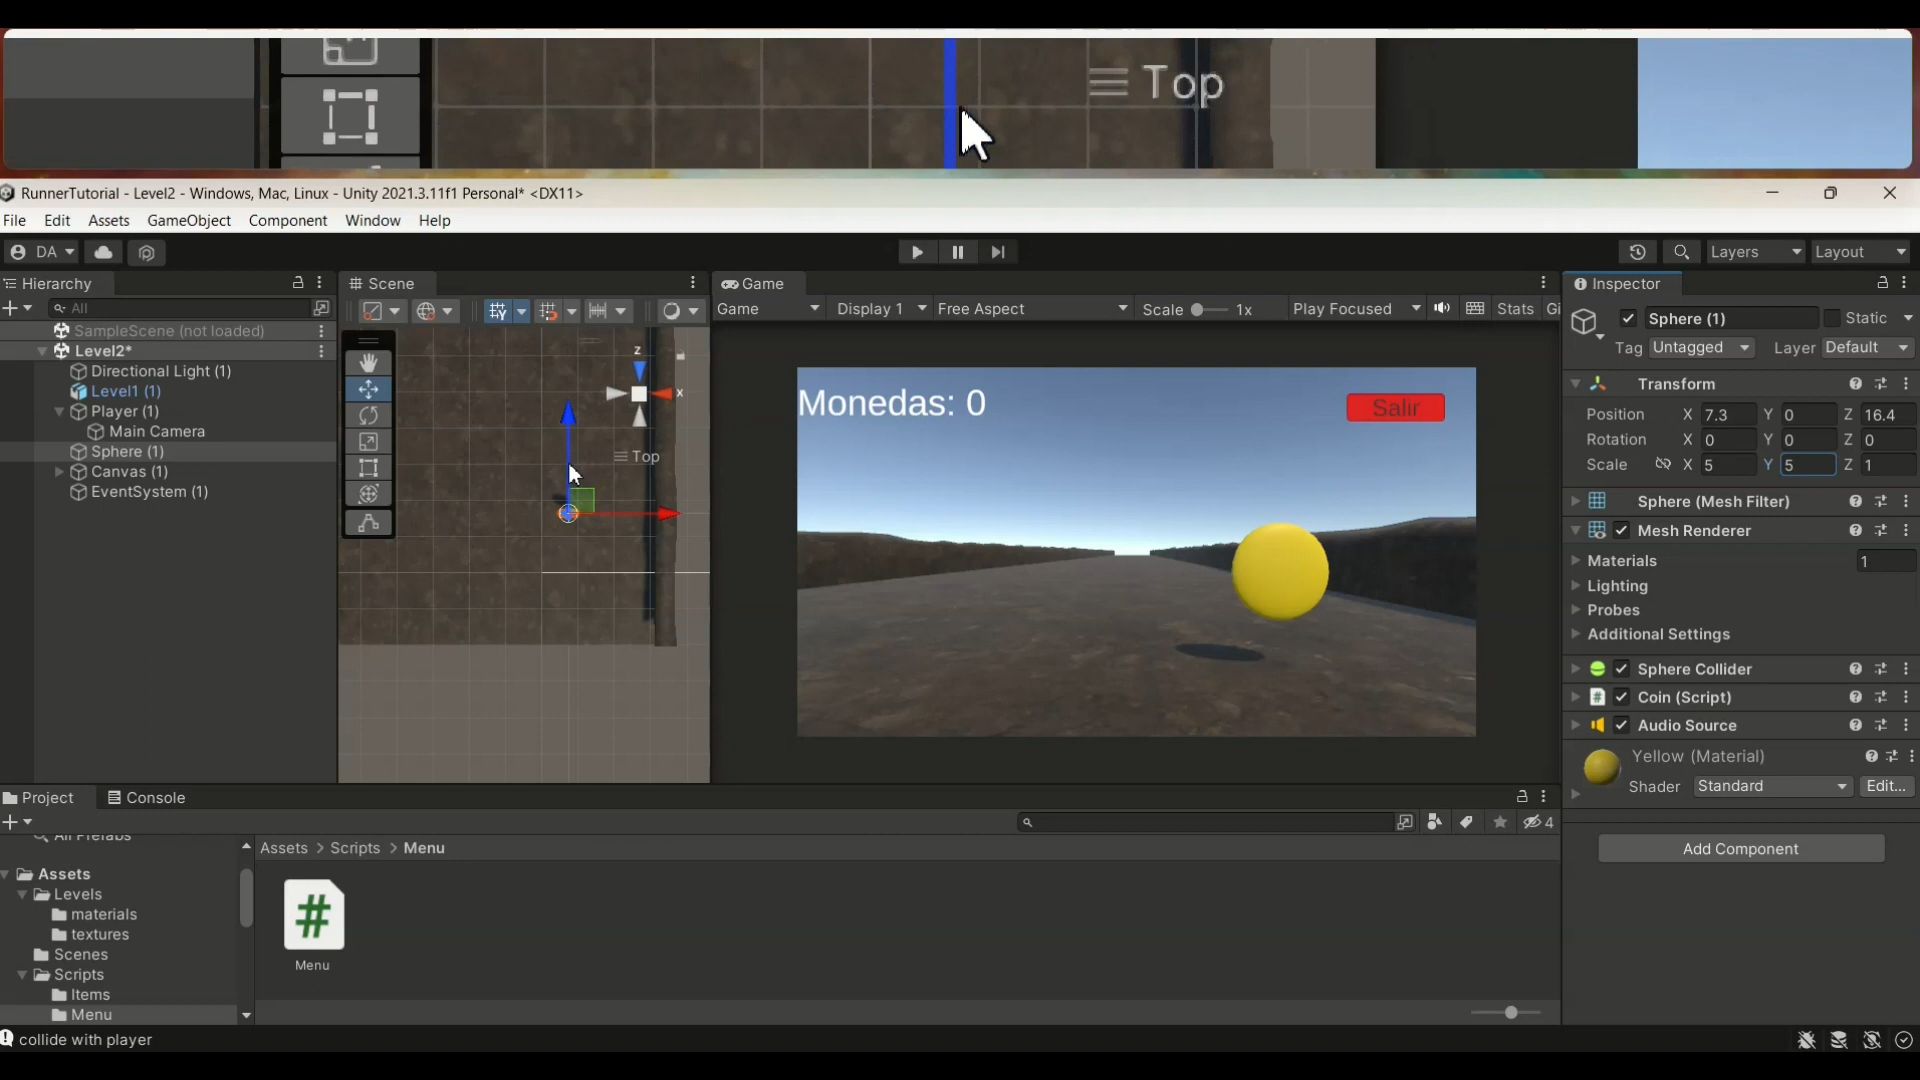 Top
RunnerTutorial - Level2 - Windows, Mac, Linux - Unity 2021.3.11f1 Personal* <DX11>
File Edit Assets GameObject Component Window Help
DA Layers Layout
Hierarchy Scene Game Inspector
All Game Display 1 Free Aspect Scale 1x Play Focused Stats Gi
Sphere (1) Static
Tag Untagged Layer Default
SampleScene (not loaded)
Level2*
Directional Light (1)
Level1 (1)
Player (1)
Main Camera
Sphere (1)
Canvas (1)
EventSystem (1)
z
x
Top
Monedas: 0 Salir
Transform
Position X 7.3 Y 0 Z 16.4
Rotation X 0 Y 0 Z 0
Scale X 5 Y 5 Z 1
Sphere (Mesh Filter)
Mesh Renderer
Materials 1
Lighting
Probes
Additional Settings
Sphere Collider
# Coin (Script)
Audio Source
Yellow (Material)
Shader Standard Edit...
Add Component
Project Console
4
All Prefabs
Assets > Scripts > Menu
Assets
Levels
materials
textures
Scenes
Scripts
Items
Menu
#
Menu
collide with player